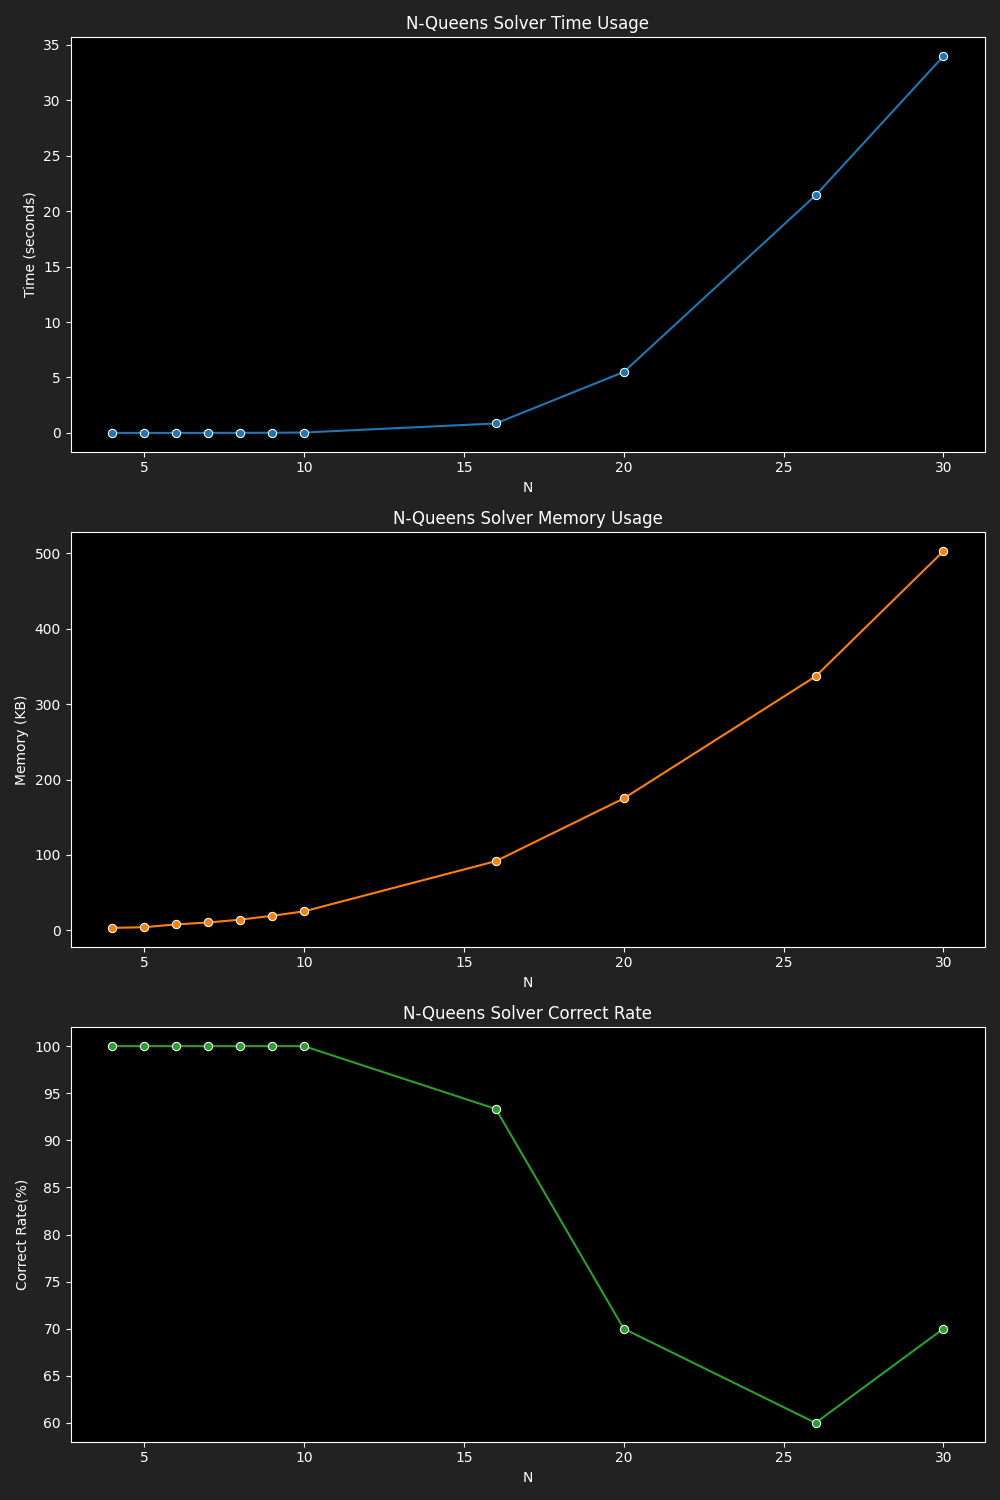 N-Queens Solver Time Usage
35
30
25
20
15
10
5
0
Time (seconds)
5 10 15 20 25 30
N
N-Queens Solver Memory Usage
500
400
300
200
100
0
Memory (KB)
5 10 15 20 25 30
N
N-Queens Solver Correct Rate
100
95
90
85
80
75
70
65
60
Correct Rate(%)
5 10 15 20 25 30
N